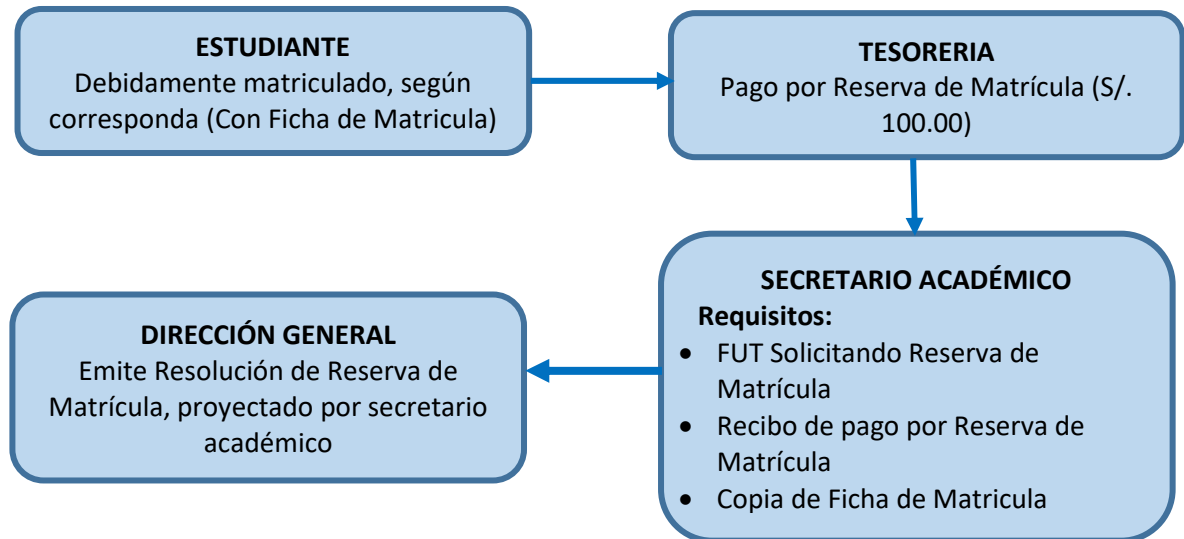 ESTUDIANTE
Debidamente matriculado, según
corresponda (Con Ficha de Matricula)
TESORERIA
Pago por Reserva de Matrícula (S/.
100.00)
SECRETARIO ACADÉMICO
Requisitos:
• FUT Solicitando Reserva de
Matrícula
• Recibo de pago por Reserva de
Matrícula
• Copia de Ficha de Matricula
DIRECCIÓN GENERAL
Emite Resolución de Reserva de
Matrícula, proyectado por secretario
académico